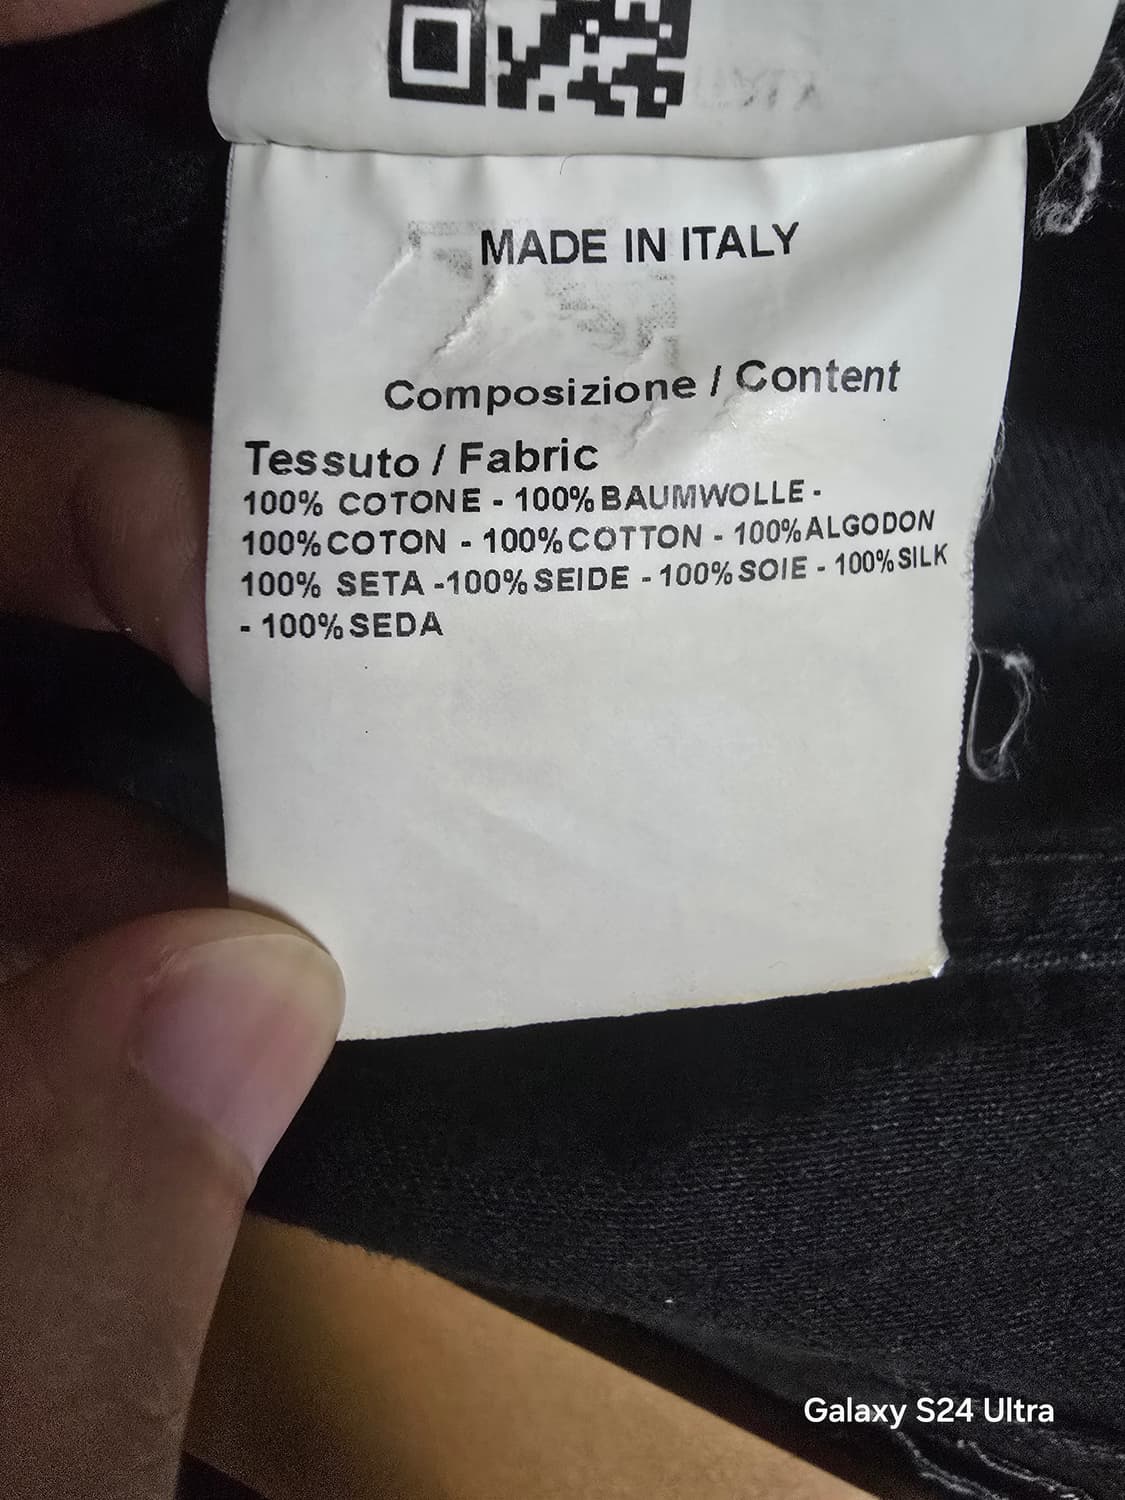 MADE IN ITALY
Composizione / Content
Tessuto / Fabric
100% COTONE - 100% BAUMWOLLE -
100% COTON - 100% COTTON - 100% ALGODON
100% SETA -100% SEIDE - 100% SOIE - 100% SILK
- 100% SEDA
Galaxy S24 Ultra